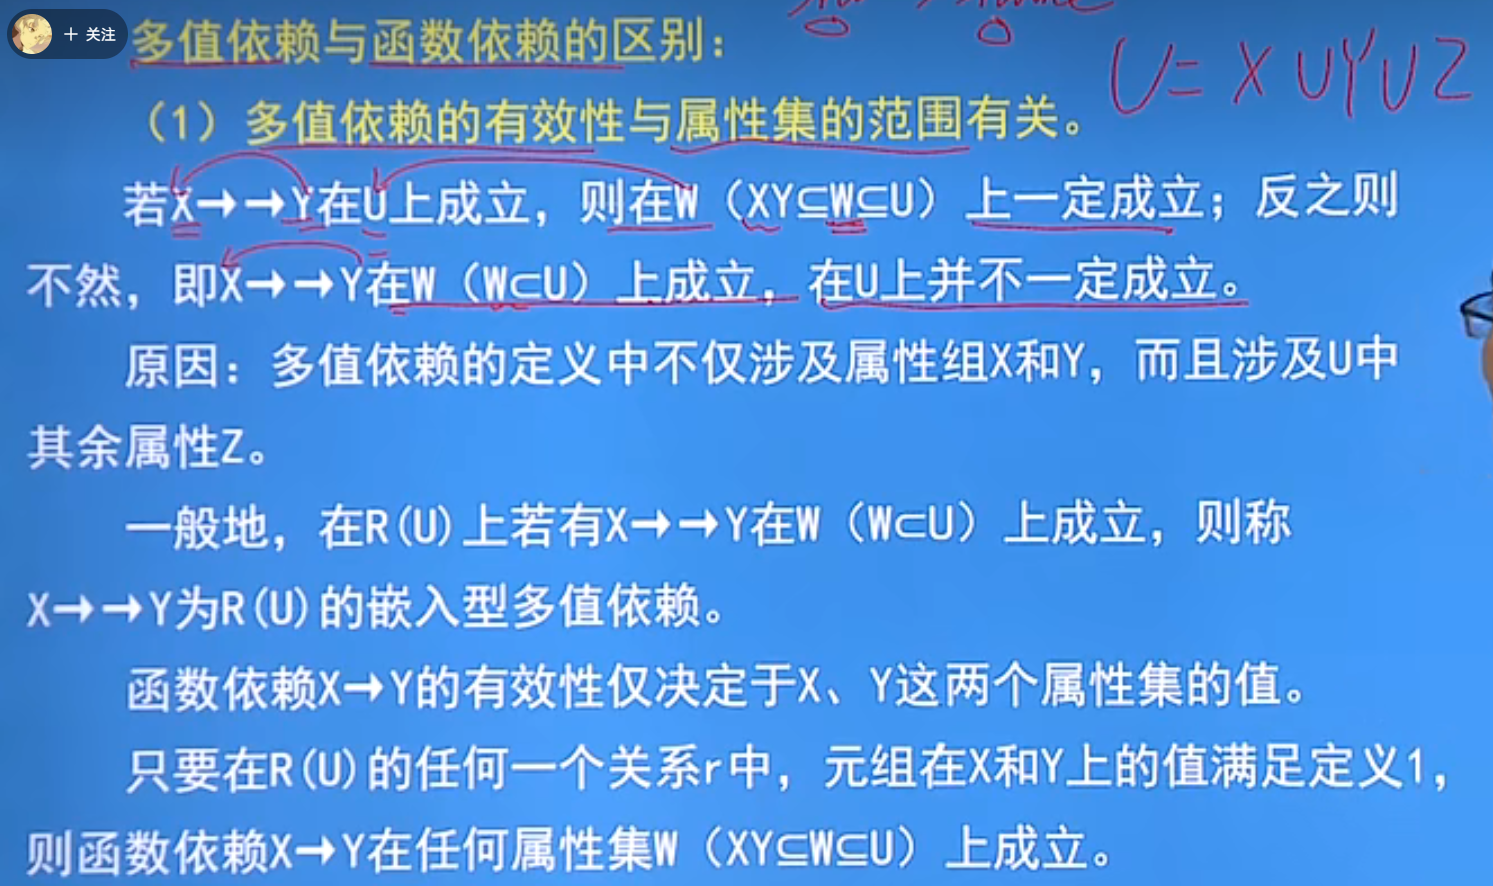 + 关注
多值依赖与函数依赖的区别：
U=XUYUZ
（1）多值依赖的有效性与属性集的范围有关。
若X→→Y在U上成立，则在W（XY⊆W⊆U）上一定成立；反之则
不然，即X→→Y在W（W⊂U）上成立，在U上并不一定成立。
原因：多值依赖的定义中不仅涉及属性组X和Y，而且涉及U中
其余属性Z。
一般地，在R(U)上若有X→→Y在W（W⊂U）上成立，则称
X→→Y为R(U)的嵌入型多值依赖。
函数依赖X→Y的有效性仅决定于X、Y这两个属性集的值。
只要在R(U)的任何一个关系r中，元组在X和Y上的值满足定义1，
则函数依赖X→Y在任何属性集W（XY⊆W⊆U）上成立。